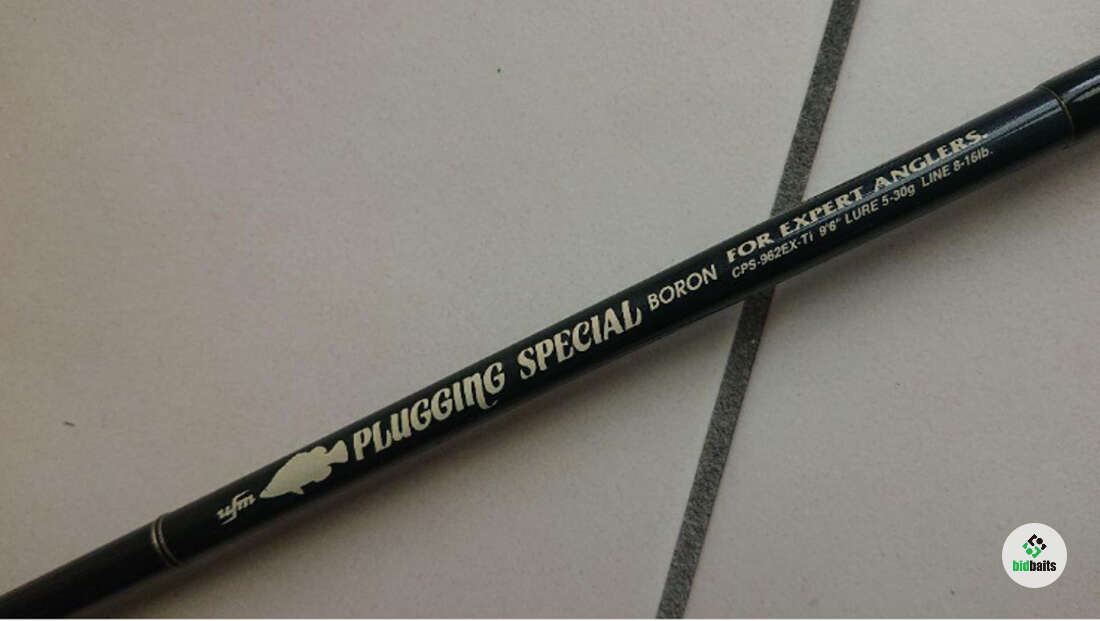 ufm PLUGGING SPECIAL BORON FOR EXPERT ANGLERS.
CPS-962EX-Ti 9'6" LURE 5-30g LINE 8-16lb.
bidbaits